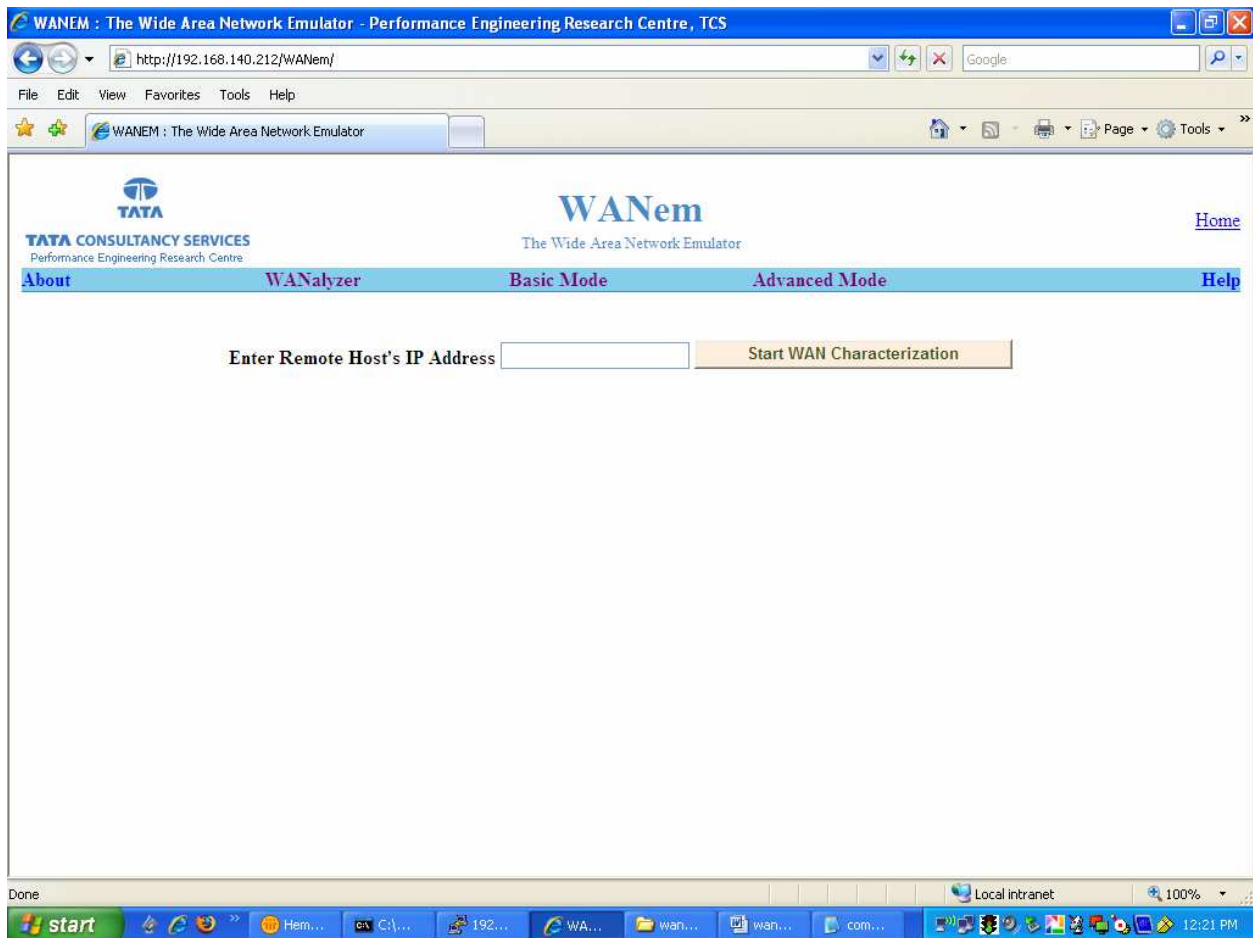 WANEM : The Wide Area Network Emulator - Performance Engineering Research Centre, TCS
http://192.168.140.212/WANem/
Google
File Edit View Favorites Tools Help
WANEM : The Wide Area Network Emulator
Page Tools »
TATA
TATA CONSULTANCY SERVICES
Performance Engineering Research Centre
WANem
The Wide Area Network Emulator
Home
About WANalyzer Basic Mode Advanced Mode Help
Enter Remote Host's IP Address Start WAN Characterization
Done Local intranet 100%
start » Hem... C:\... 192... WA... wan... wan... com... 12:21 PM